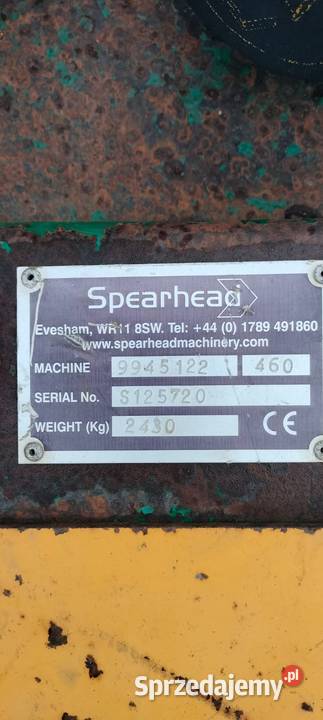 Spearhead
Evesham, WR11 8SW. Tel: +44 (0) 1789 491860
www.spearheadmachinery.com
MACHINE 9945122 460
SERIAL No. S125720
WEIGHT (Kg) 2430 CE
Sprzedajemy.pl